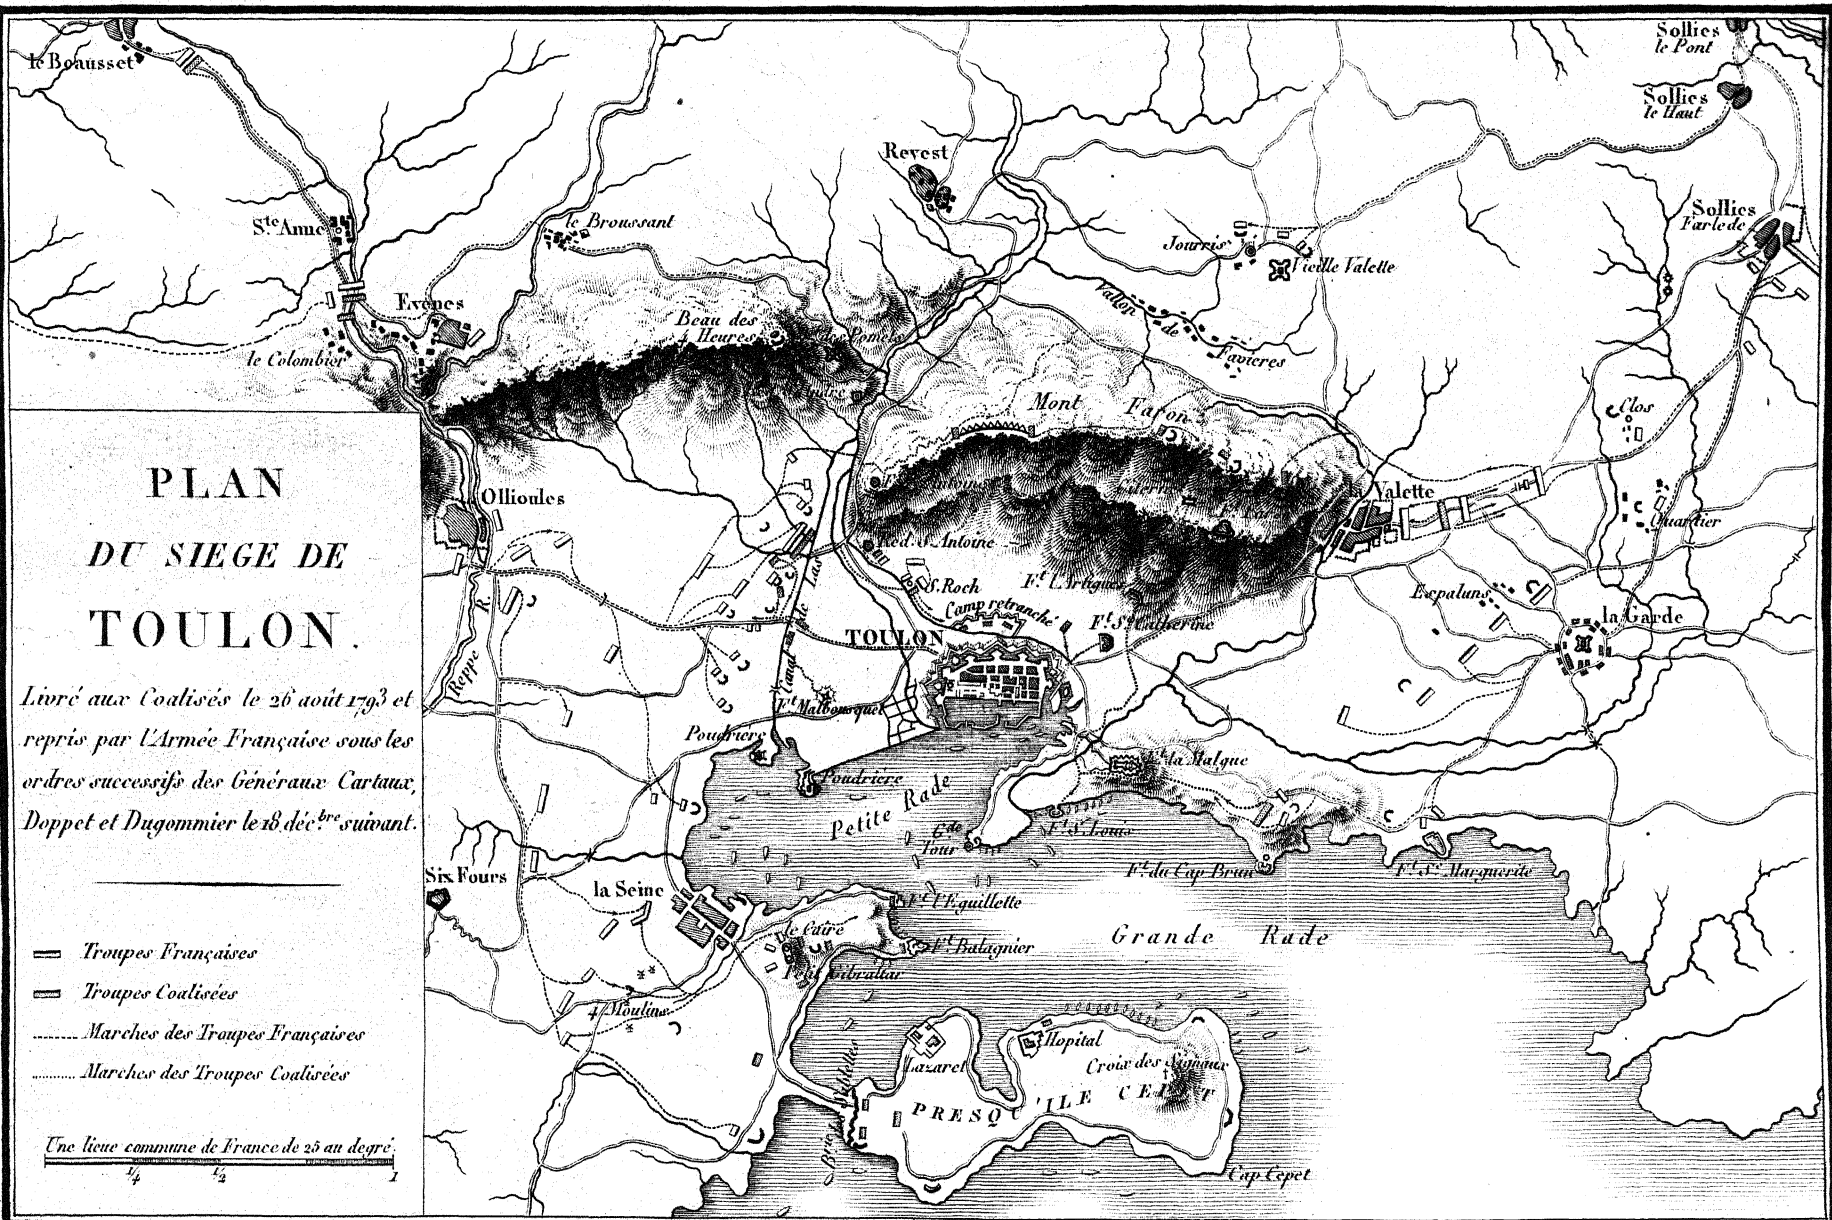 le Beausset
Sollies
le Pont
Sollies
le Haut
Revest
Ste Anne
le Broussant
Sollies
Farlede
Jourris
Vieille Valette
Evenes
Vallon de Favieres
Beau des
4 Heures
des Pomets
le Colombier
Mont Faron
Clos
PLAN
DU SIEGE DE
TOULON.
Livré aux Coalisés le 26 août 1793 et
repris par l'Armée Française sous les
ordres successifs des Généraux Cartaux,
Doppet et Dugommier le 18 déc.bre suivant.
Ollioules
la Valette
Quartier
Red. S. Antoine
S. Roch
Ft. l'Artigues
Camp retranché
Ft. Ste Catherine
Espaluns
la Garde
TOULON
R. Reppe
Canal de Las
Ft. Malbousquet
Poudriere
Poudriere
Petite Rade
Ft. la Malgue
Gde
Tour
Ft. St. Louis
Ft. du Cap Brun
Ft. Ste Marguerite
Six Fours
la Seine
Ft. l'Eguillette
le Caire
Ft. Balagnier
Petit Gibraltar
Grande Rade
4 Moulins
Troupes Françaises
Troupes Coalisées
Marches des Troupes Françaises
Marches des Troupes Coalisées
Lazaret
Hopital
Croix des Signaux
PRESQU'ILE CEPET
Cap Cepet
Une lieue commune de France de 25 au degré.
1/4 1/2 1